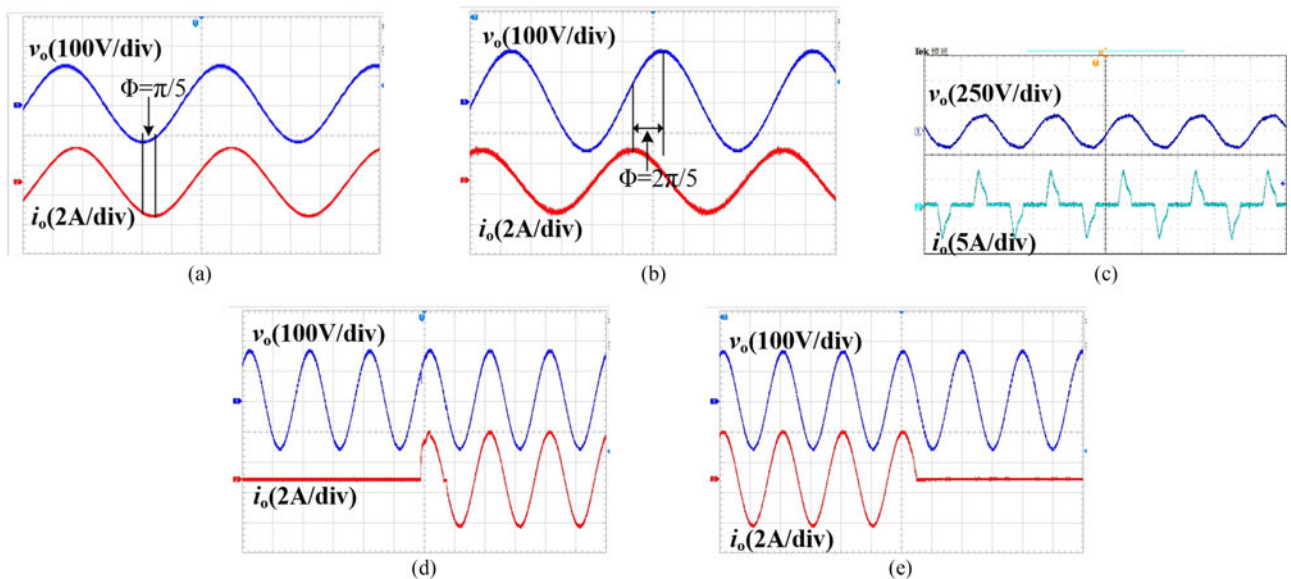 vo(100V/div)
Φ=π/5
io(2A/div)
(a)
vo(100V/div)
Φ=2π/5
io(2A/div)
(b)
Tek 预览
vo(250V/div)
io(5A/div)
(c)
vo(100V/div)
io(2A/div)
(d)
vo(100V/div)
io(2A/div)
(e)